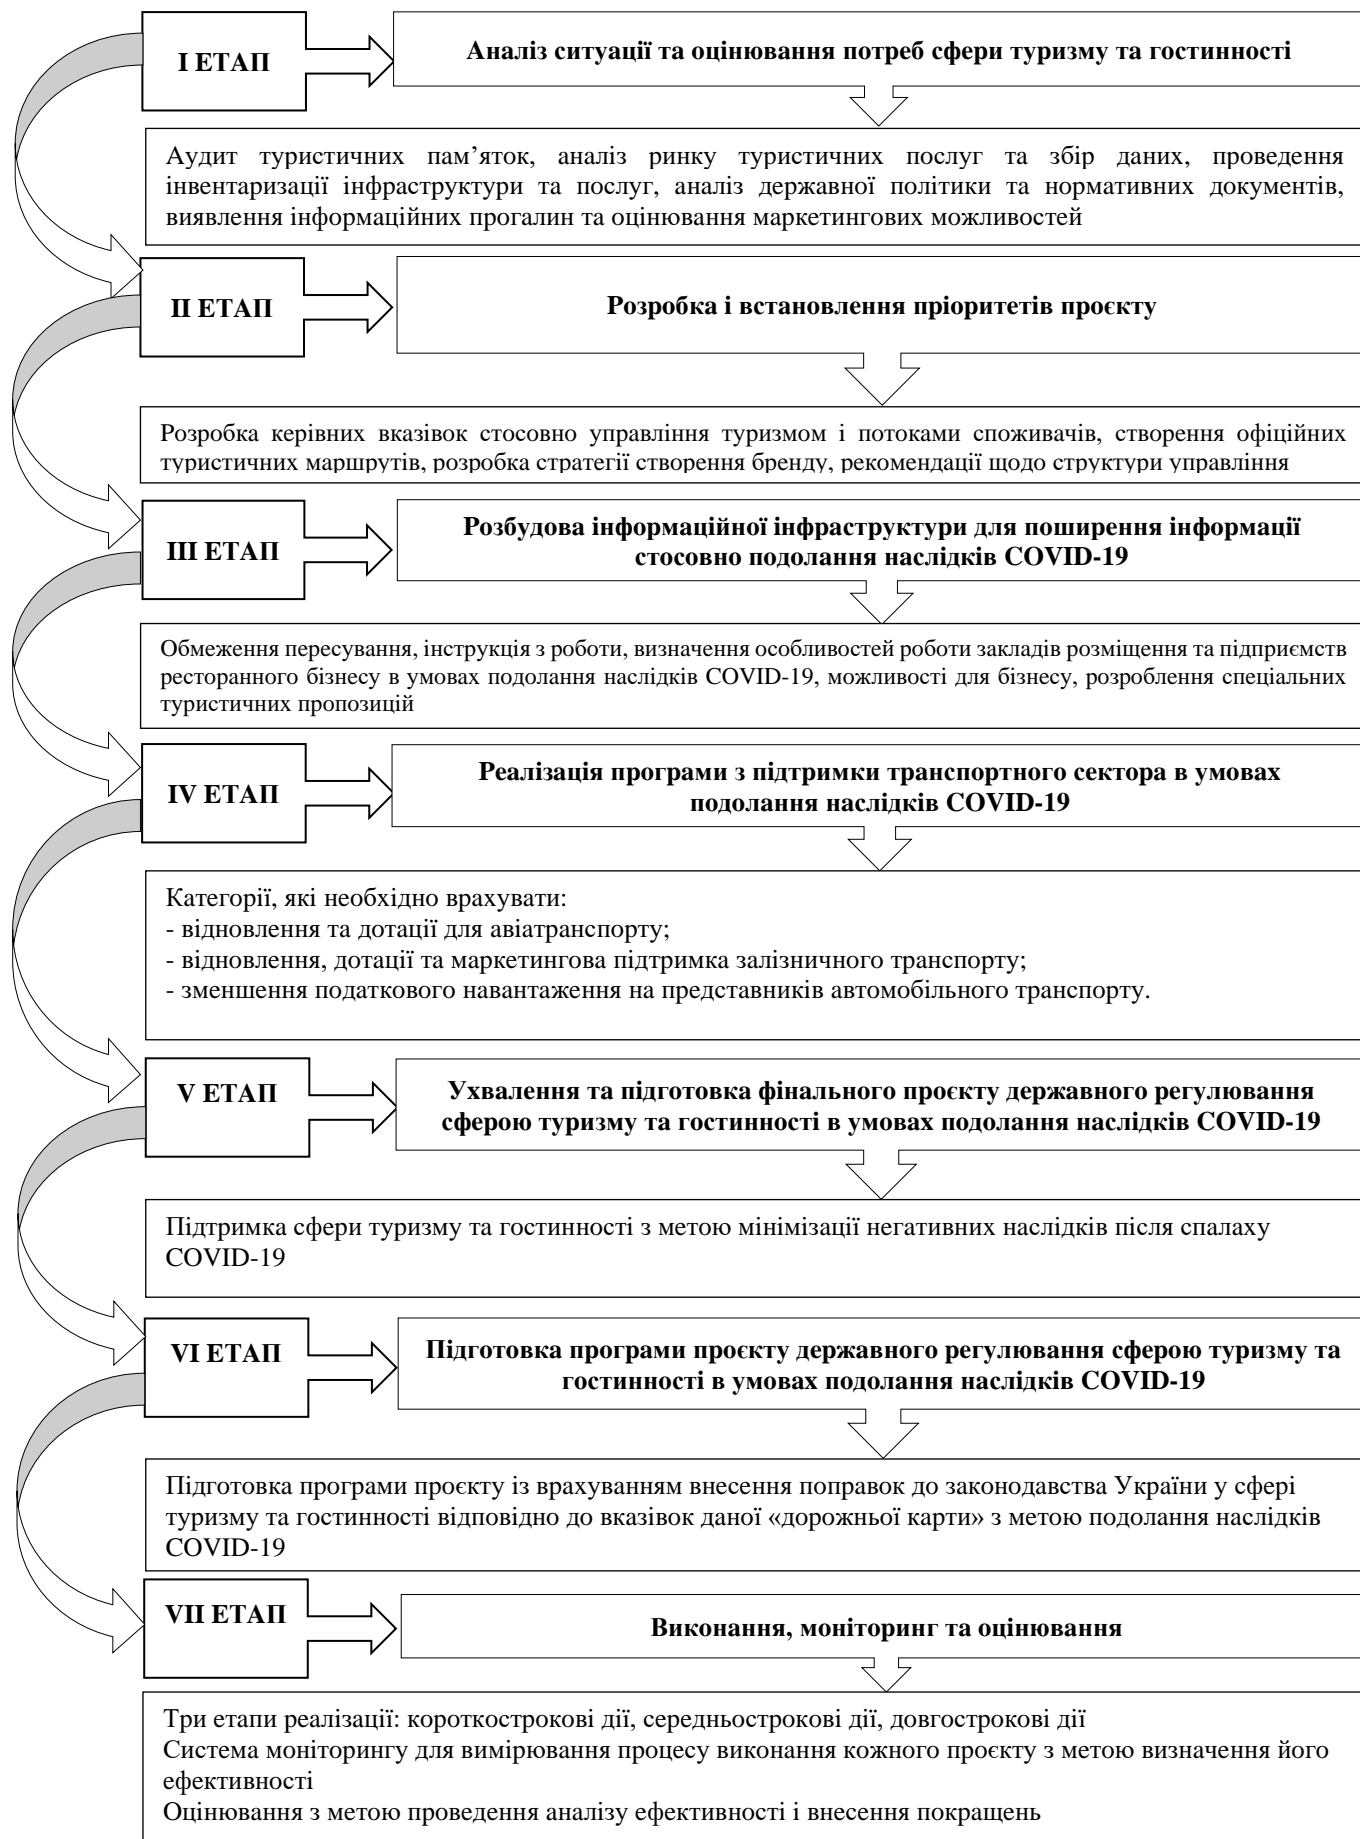 І ЕТАП
Аналіз ситуації та оцінювання потреб сфери туризму та гостинності
Аудит туристичних пам’яток, аналіз ринку туристичних послуг та збір даних, проведення
інвентаризації інфраструктури та послуг, аналіз державної політики та нормативних документів,
виявлення інформаційних прогалин та оцінювання маркетингових можливостей
ІІ ЕТАП
Розробка і встановлення пріоритетів проєкту
Розробка керівних вказівок стосовно управління туризмом і потоками споживачів, створення офіційних
туристичних маршрутів, розробка стратегії створення бренду, рекомендації щодо структури управління
ІІІ ЕТАП
Розбудова інформаційної інфраструктури для поширення інформації
стосовно подолання наслідків COVID-19
Обмеження пересування, інструкція з роботи, визначення особливостей роботи закладів розміщення та підприємств
ресторанного бізнесу в умовах подолання наслідків COVID-19, можливості для бізнесу, розроблення спеціальних
туристичних пропозицій
IV ЕТАП
Реалізація програми з підтримки транспортного сектора в умовах
подолання наслідків COVID-19
Категорії, які необхідно врахувати:
- відновлення та дотації для авіатранспорту;
- відновлення, дотації та маркетингова підтримка залізничного транспорту;
- зменшення податкового навантаження на представників автомобільного транспорту.
V ЕТАП
Ухвалення та підготовка фінального проєкту державного регулювання
сферою туризму та гостинності в умовах подолання наслідків COVID-19
Підтримка сфери туризму та гостинності з метою мінімізації негативних наслідків після спалаху
COVID-19
VI ЕТАП
Підготовка програми проєкту державного регулювання сферою туризму та
гостинності в умовах подолання наслідків COVID-19
Підготовка програми проєкту із врахуванням внесення поправок до законодавства України у сфері
туризму та гостинності відповідно до вказівок даної «дорожньої карти» з метою подолання наслідків
COVID-19
VII ЕТАП
Виконання, моніторинг та оцінювання
Три етапи реалізації: короткострокові дії, середньострокові дії, довгострокові дії
Система моніторингу для вимірювання процесу виконання кожного проєкту з метою визначення його
ефективності
Оцінювання з метою проведення аналізу ефективності і внесення покращень